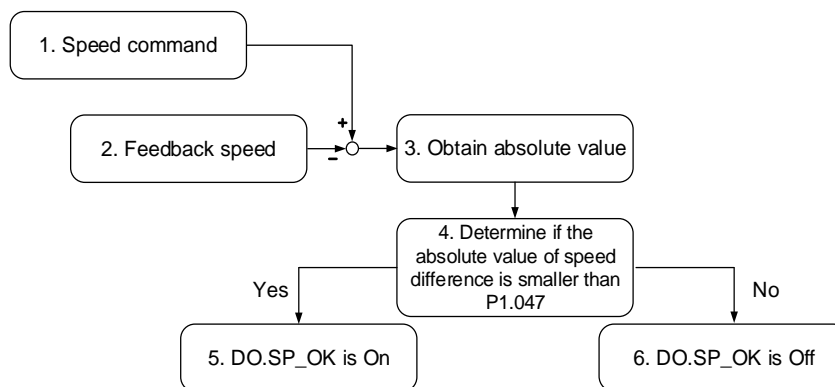 1. Speed command
+
2. Feedback speed
-
3. Obtain absolute value
4. Determine if the
absolute value of speed
difference is smaller than
P1.047
Yes
No
5. DO.SP_OK is On
6. DO.SP_OK is Off